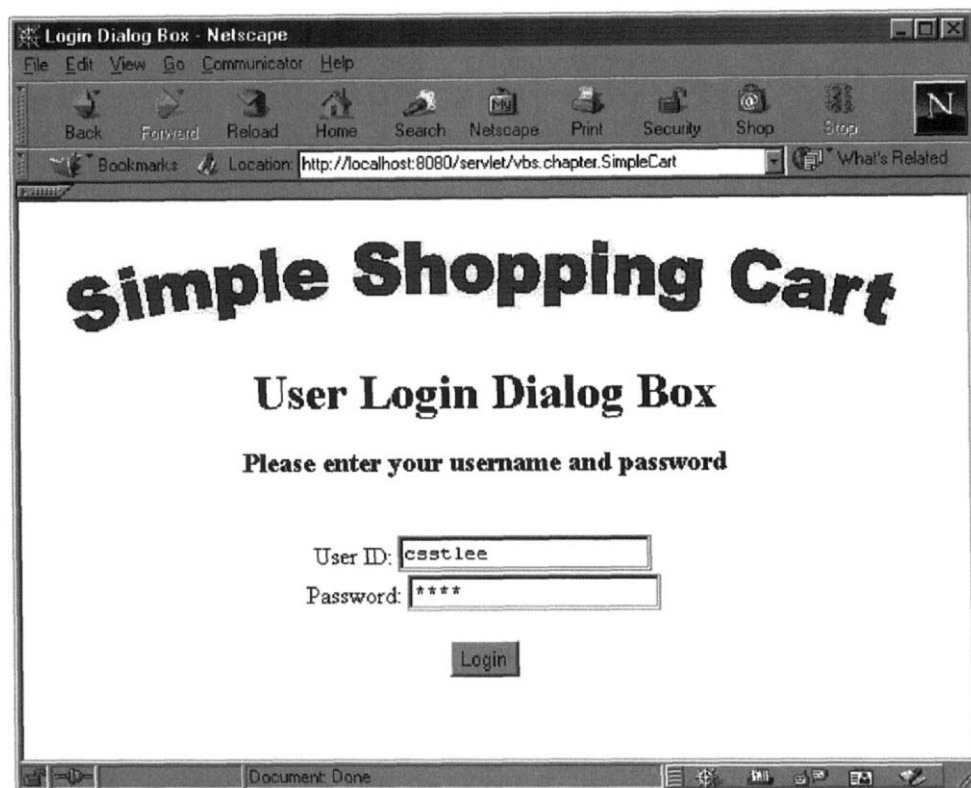 Login Dialog Box - Netscape
File Edit View Go Communicator Help
Back Forward Reload Home Search Netscape Print Security Shop Stop
My
N
Bookmarks Location: http://localhost:8080/servlet/vbs.chapter.SimpleCart What's Related
Simple Shopping Cart
User Login Dialog Box
Please enter your username and password
User ID: csstlee
Password: ****
Login
Document: Done